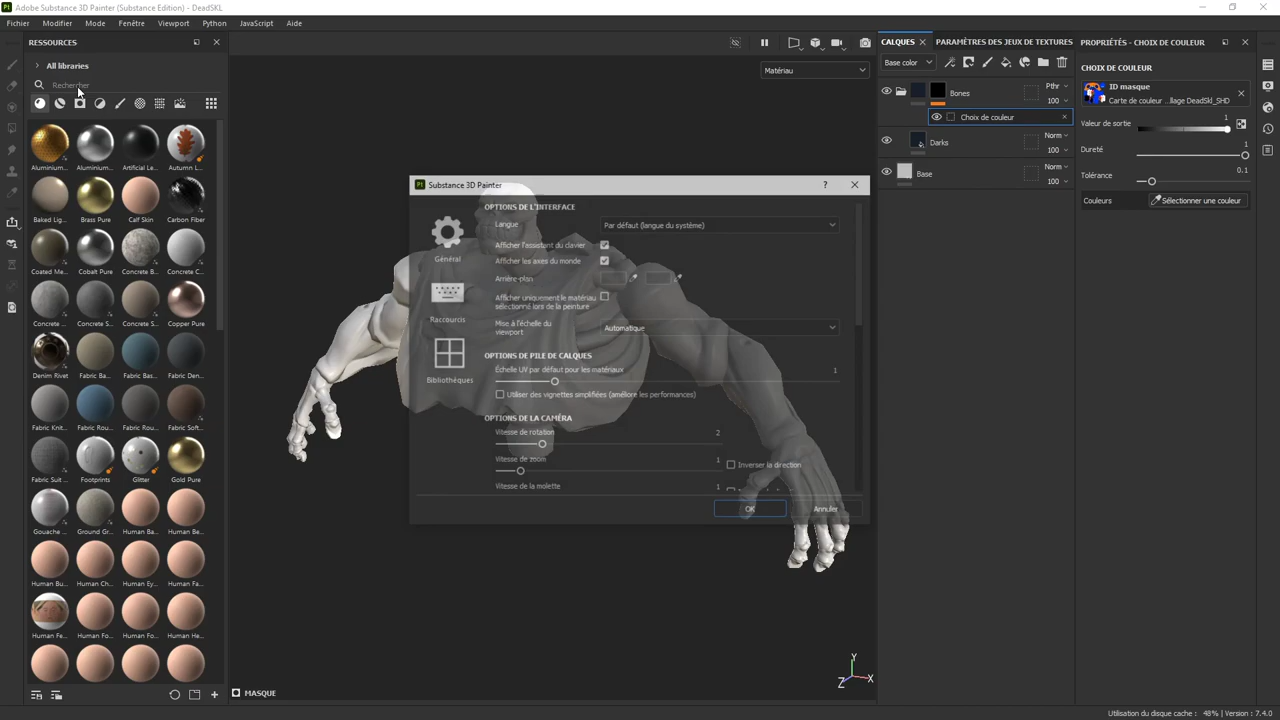 Adobe Substance 3D Painter (Substance Edition) - DeadSKL
Fichier Modifier Mode Fenêtre Viewport Python JavaScript Aide
RESSOURCES
All libraries
Rechercher
Aluminium... Aluminium... Artificial Le... Autumn L...
Baked Lig... Brass Pure Calf Skin Carbon Fiber
Coated Me... Cobalt Pure Concrete B... Concrete C...
Concrete ... Concrete S... Concrete S... Copper Pure
Denim Rivet Fabric Ba... Fabric Bas... Fabric Den...
Fabric Knit... Fabric Rou... Fabric Rou... Fabric Soft...
Fabric Suit ... Footprints Glitter Gold Pure
Gouache ... Ground Gr... Human Ba... Human Be...
Human Bu... Human Ch... Human Ey... Human Fa...
Human Fe... Human Fo... Human Fo... Human He...
Matériau
Substance 3D Painter
Général
Raccourcis
Bibliothèques
OPTIONS DE L'INTERFACE
Langue Par défaut (langue du système)
Afficher l'assistant du clavier
Afficher les axes du monde
Arrière-plan
Afficher uniquement le matériau
sélectionné lors de la peinture
Mise à l'échelle du
viewport
Automatique
OPTIONS DE PILE DE CALQUES
Échelle UV par défaut pour les matériaux 1
Utiliser des vignettes simplifiées (améliore les performances)
OPTIONS DE LA CAMÉRA
Vitesse de rotation 2
Vitesse de zoom 1
Inverser la direction
Vitesse de la molette 1
OK Annuler
Y
Z X
MASQUE
CALQUES PARAMÈTRES DES JEUX DE TEXTURES
Base color
Bones Pthr
100
Choix de couleur
Darks Norm
100
Base Norm
100
PROPRIÉTÉS - CHOIX DE COULEUR
CHOIX DE COULEUR
ID masque
Carte de couleur ...llage DeadSkl_SHD
Valeur de sortie 1
Dureté 1
Tolérance 0.1
Couleurs Sélectionner une couleur
Utilisation du disque cache : 48% | Version : 7.4.0